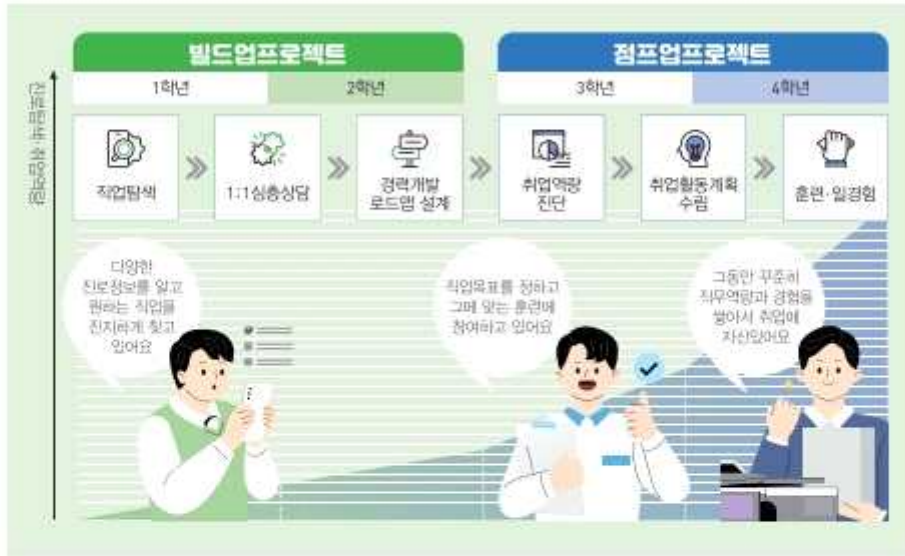 빌드업프로젝트
점프업프로젝트
1학년
2학년
3학년
4학년
진로탐색·취업역량
직업탐색
1:1심층상담
경력개발
로드맵 설계
취업역량
진단
취업활동계획
수립
훈련·일경험
다양한
진로정보를 알고
원하는 직업을
진지하게 찾고
있어요
직업목표를 정하고
그에 맞는 훈련에
참여하고 있어요
그동안 꾸준히
직무역량과 경험을
쌓아서 취업에
자신있어요